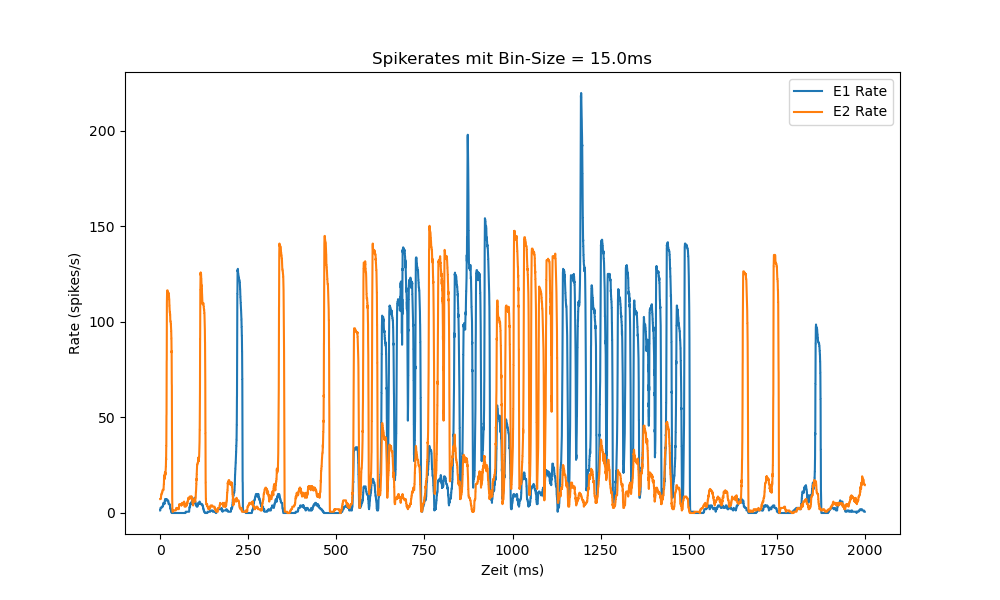 Spikerates mit Bin-Size = 15.0ms
E1 Rate
E2 Rate
Rate (spikes/s)
200
150
100
50
0
0 250 500 750 1000 1250 1500 1750 2000
Zeit (ms)